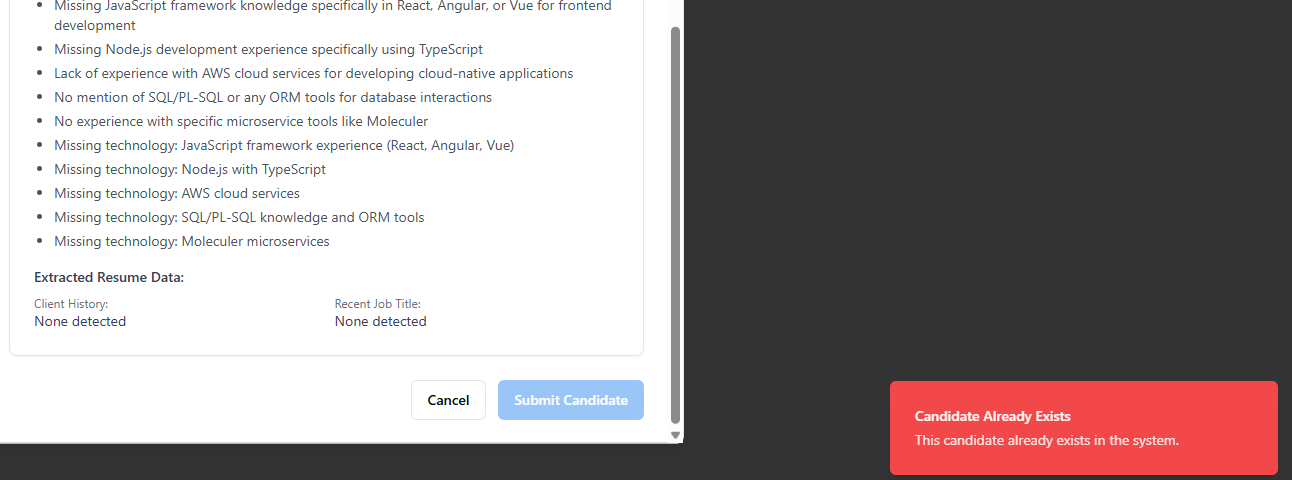 Missing JavaScript framework knowledge specifically in React, Angular, or Vue for frontend
development
Missing Node.js development experience specifically using TypeScript
Lack of experience with AWS cloud services for developing cloud-native applications
No mention of SQL/PL-SQL or any ORM tools for database interactions
No experience with specific microservice tools like Moleculer
Missing technology: JavaScript framework experience (React, Angular, Vue)
Missing technology: Node.js with TypeScript
Missing technology: AWS cloud services
Missing technology: SQL/PL-SQL knowledge and ORM tools
Missing technology: Moleculer microservices
Extracted Resume Data:
Client History:
None detected
Recent Job Title:
None detected
Cancel
Submit Candidate
Candidate Already Exists
This candidate already exists in the system.